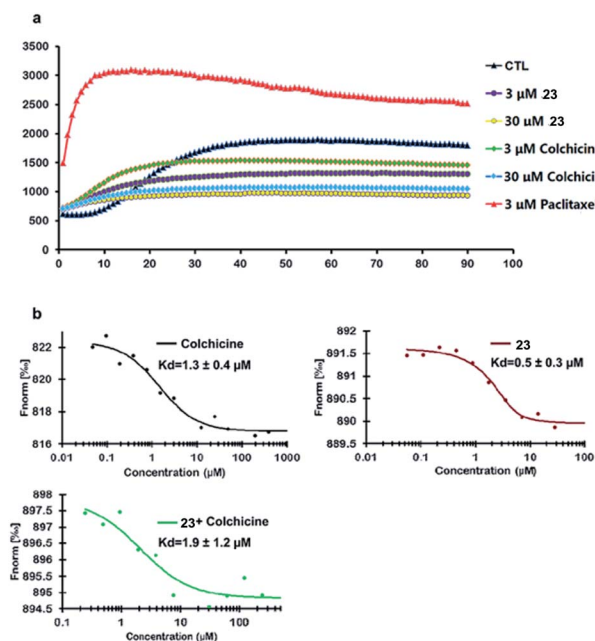 a
3500
3000
2500
2000
1500
1000
500
0
0 10 20 30 40 50 60 70 80 90 100
CTL
3 µM 23
30 µM 23
3 µM Colchicin
30 µM Colchici
3 µM Paclitaxe
b
Fnorm [‰]
822
820
818
816
0.01 0.1 1 10 100 1000
Concentration (µM)
Colchicine
Kd=1.3 ± 0.4 µM
Fnorm [‰]
892
891.5
891
890.5
890
889.5
0.01 0.1 1 10 100
Concentration (µM)
23
Kd=0.5 ± 0.3 µM
Fnorm [‰]
898
897.5
897
896.5
896
895.5
895
894.5
0.1 1 10 100
Concentration (µM)
23+ Colchicine
Kd=1.9 ± 1.2 µM